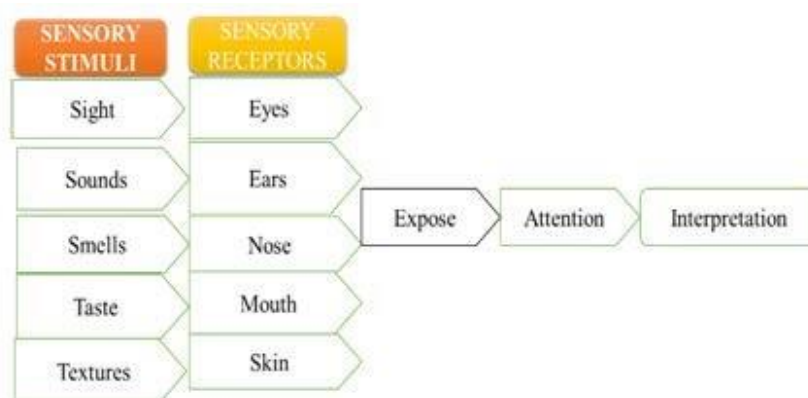 SENSORY
STIMULI
SENSORY
RECEPTORS
Sight
Eyes
Sounds
Ears
Expose
Attention
Interpretation
Smells
Nose
Taste
Mouth
Textures
Skin